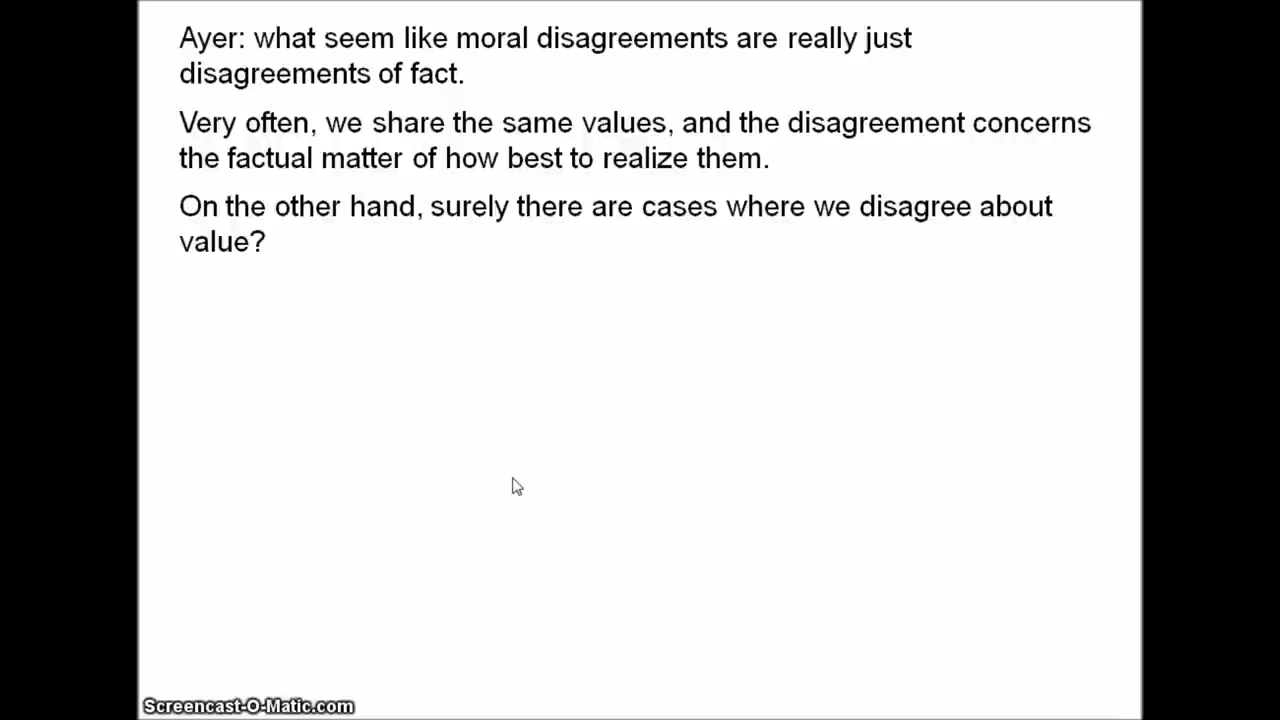 Ayer: what seem like moral disagreements are really just
disagreements of fact.
Very often, we share the same values, and the disagreement concerns
the factual matter of how best to realize them.
On the other hand, surely there are cases where we disagree about
value?
Screencast-O-Matic.com